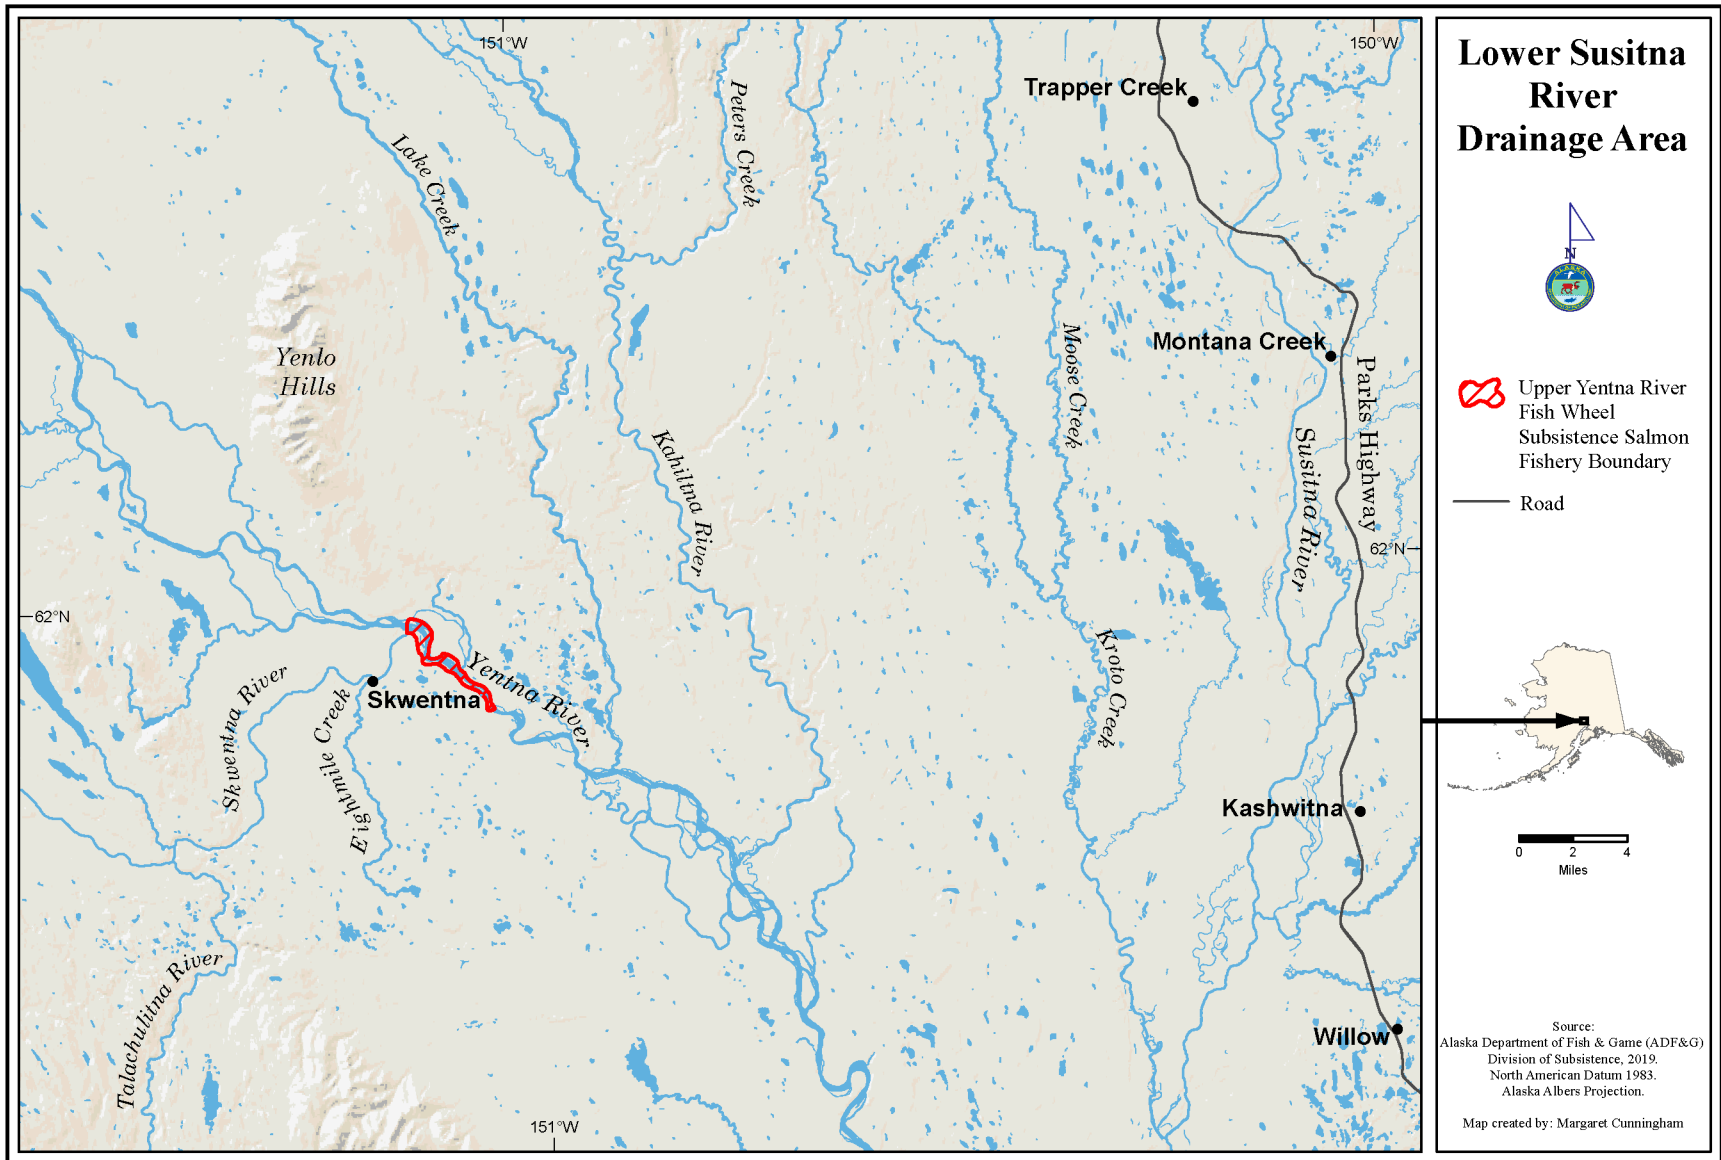 151°W
150°W
Trapper Creek
Peters Creek
Lake Creek
Yenlo
Hills
Montana Creek
Moose Creek
Parks Highway
Susitna River
Kahiltna River
62°N
62°N
Yentna River
Kroto Creek
Skwentna River
Skwentna
Eightmile Creek
Kashwitna
Talachulitna River
Willow
151°W
Lower Susitna
River
Drainage Area
N
ALASKA
Upper Yentna River
Fish Wheel
Subsistence Salmon
Fishery Boundary
Road
0 2 4
Miles
Source:
Alaska Department of Fish & Game (ADF&G)
Division of Subsistence, 2019.
North American Datum 1983.
Alaska Albers Projection.
Map created by: Margaret Cunningham